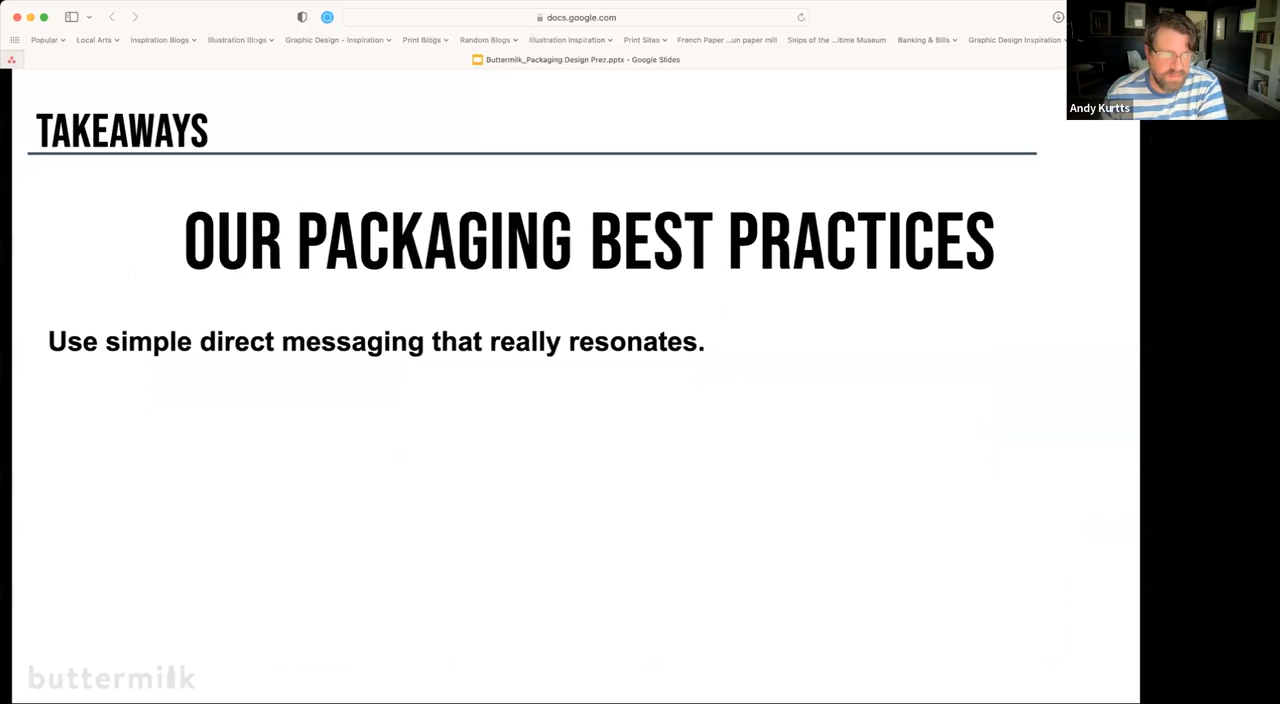 docs.google.com
Popular
Local Arts
Inspiration Blogs
Illustration Blogs
Graphic Design - Inspiration
Print Blogs
Random Blogs
Illustration Inspiration
Print Sites
French Paper ...un paper mill
Ships of the ...itime Museum
Banking & Bills
Graphic Design Inspiration
Buttermilk_Packaging Design Prez.pptx - Google Slides
Andy Kurtts
TAKEAWAYS
OUR PACKAGING BEST PRACTICES
Use simple direct messaging that really resonates.
buttermilk